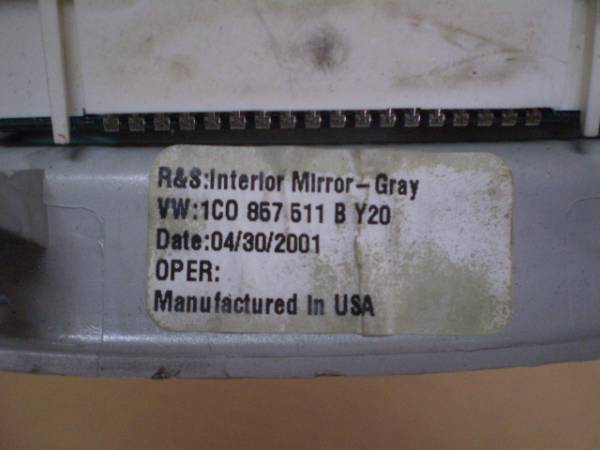 R&S:Interior Mirror-Gray
VW:1C0 857 511 B Y20
Date:04/30/2001
OPER:
Manufactured In USA